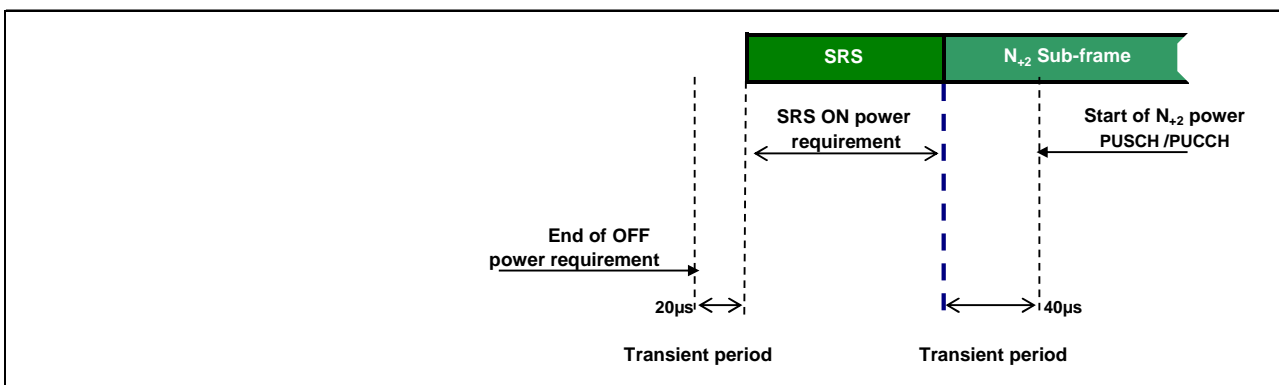 SRS
N+2 Sub-frame
SRS ON power
requirement
Start of N+2 power
PUSCH /PUCCH
End of OFF
power requirement
20µs
40µs
Transient period
Transient period